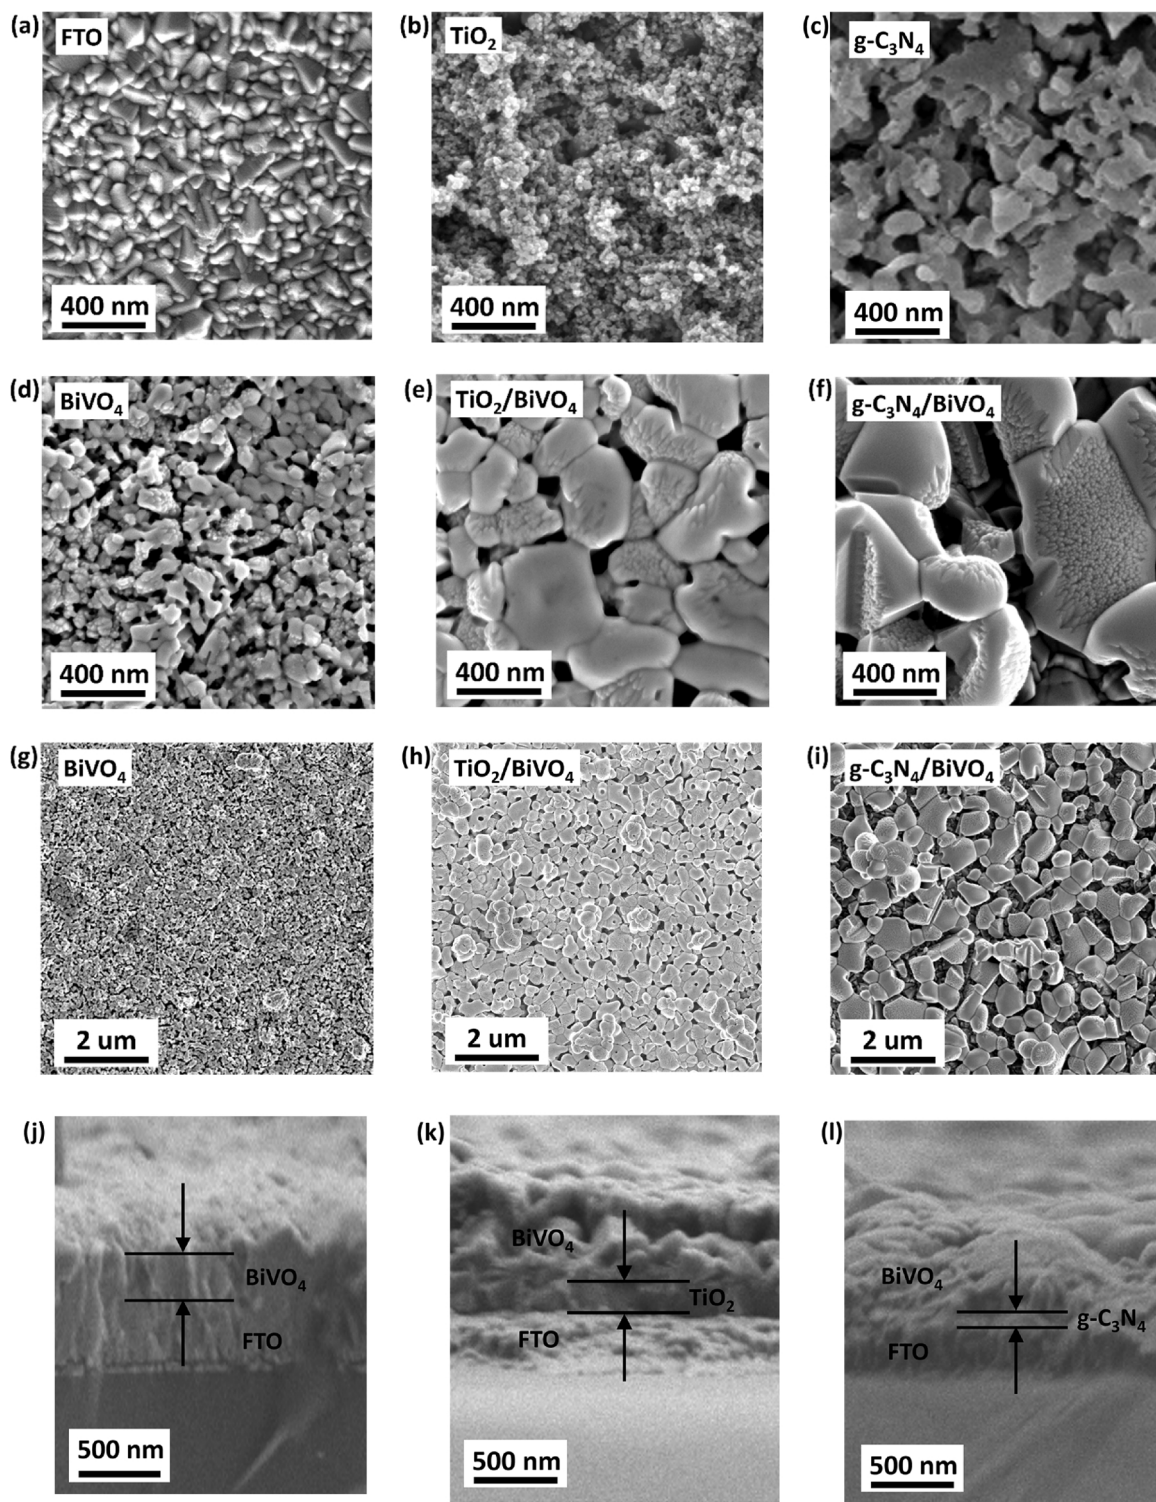 (a) FTO
400 nm
(b) TiO₂
400 nm
(c) g-C₃N₄
400 nm
(d) BiVO₄
400 nm
(e) TiO₂/BiVO₄
400 nm
(f) g-C₃N₄/BiVO₄
400 nm
(g) BiVO₄
2 um
(h) TiO₂/BiVO₄
2 um
(i) g-C₃N₄/BiVO₄
2 um
(j)
BiVO₄
FTO
500 nm
(k)
BiVO₄
TiO₂
FTO
500 nm
(l)
BiVO₄
g-C₃N₄
FTO
500 nm